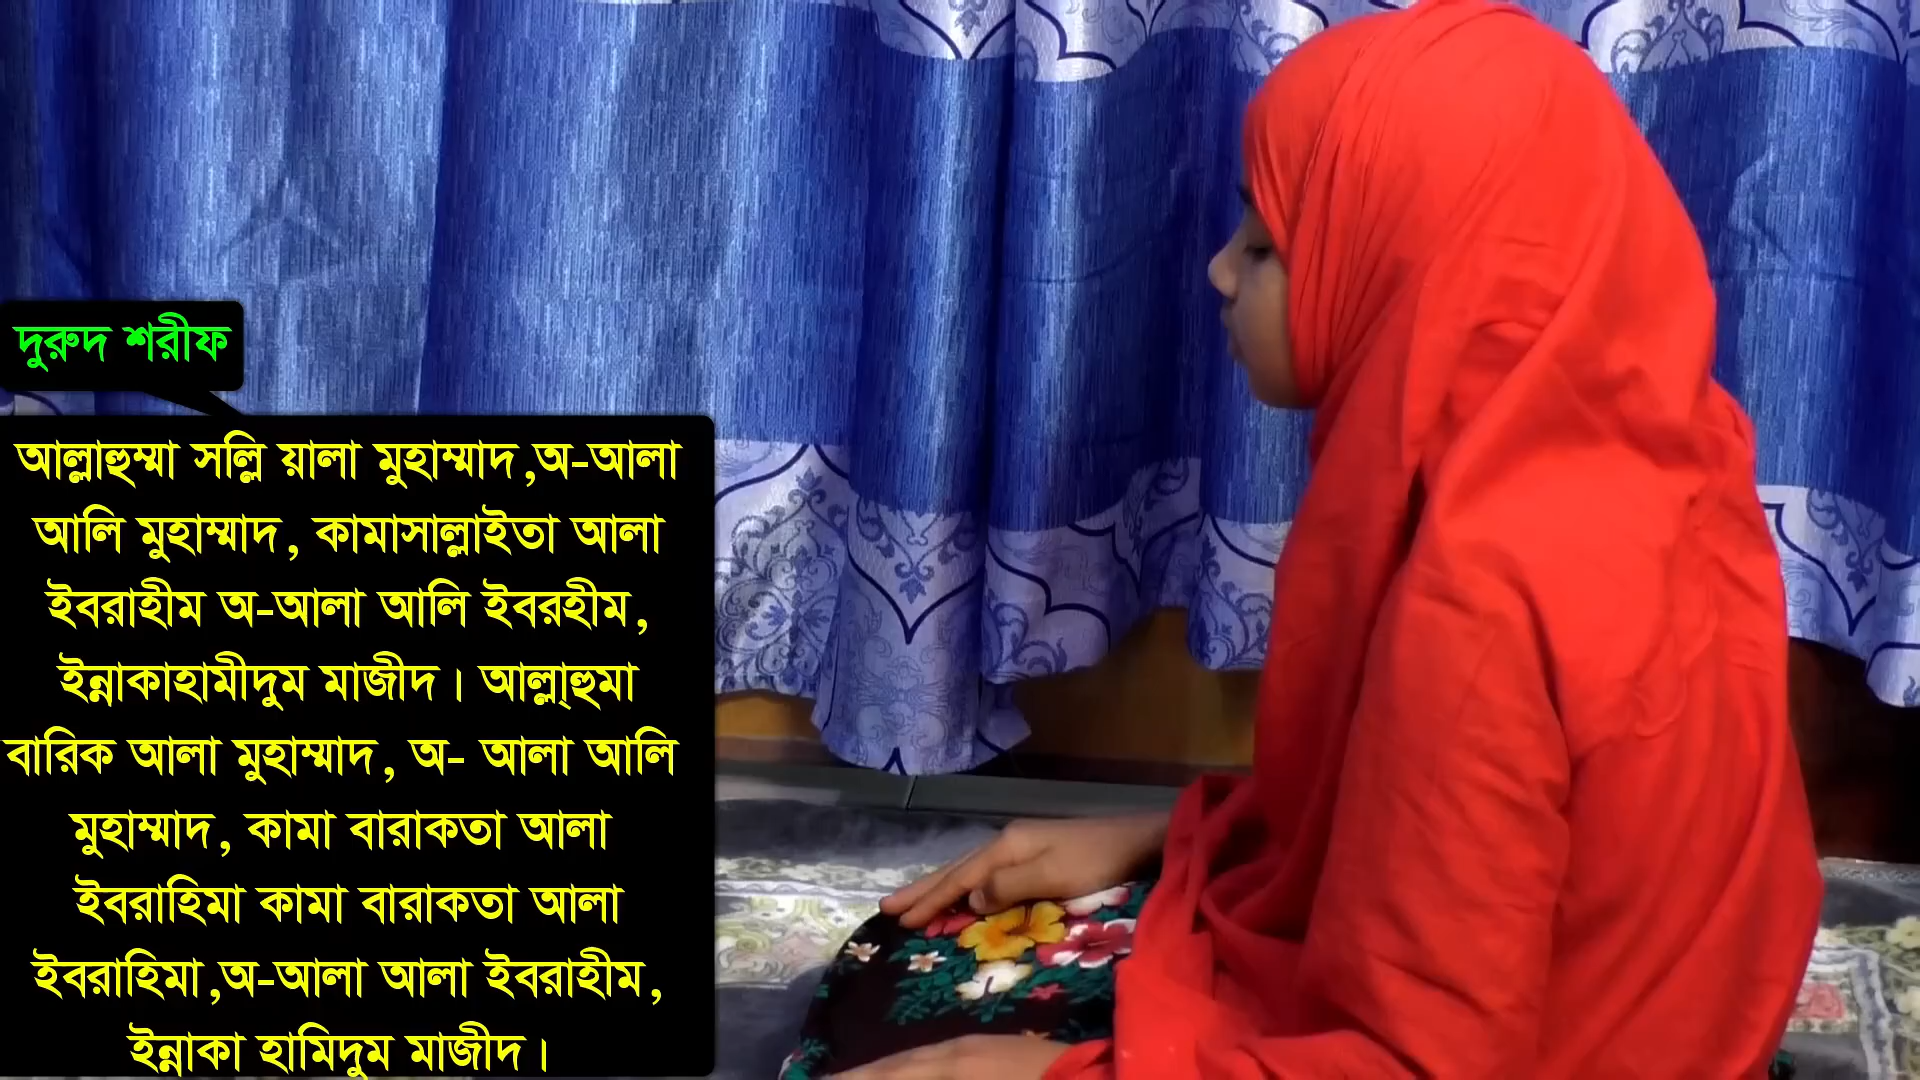 দুরুদ শরীফ
আল্লাহুম্মা সল্লি য়ালা মুহাম্মাদ,অ-আলা
আলি মুহাম্মাদ, কামাসাল্লাইতা আলা
ইবরাহীম অ-আলা আলি ইবরহীম,
ইন্নাকাহামীদুম মাজীদ। আল্লা্হুমা
বারিক আলা মুহাম্মাদ, অ- আলা আলি
মুহাম্মাদ, কামা বারাকতা আলা
ইবরাহিমা কামা বারাকতা আলা
ইবরাহিমা,অ-আলা আলা ইবরাহীম,
ইন্নাকা হামিদুম মাজীদ।